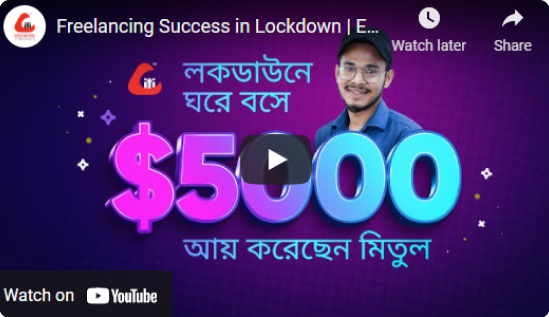 Freelancing Success in Lockdown | E...
Watch later
Share
লকডাউনে
ঘরে বসে
$5000
আয় করেছেন মিতুল
Watch on YouTube